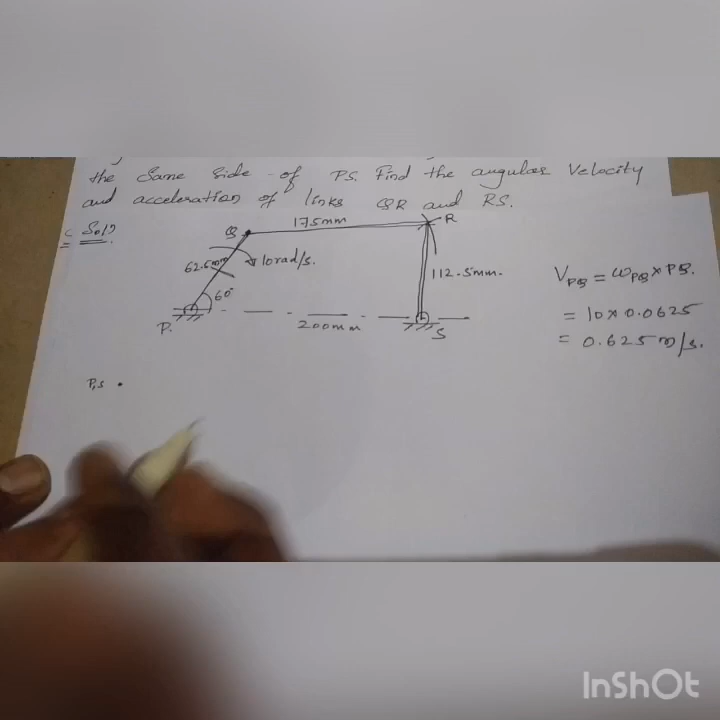 the Same Side of PS. Find the angular Velocity
and acceleration of links QR and RS.
Soln
Q
175mm
R
62.5mm
10rad/s.
112.5mm.
60°
P.
200mm
S
VPQ = ωPQ × PQ.
= 10 × 0.0625
= 0.625 m/s.
P,S
InShOt